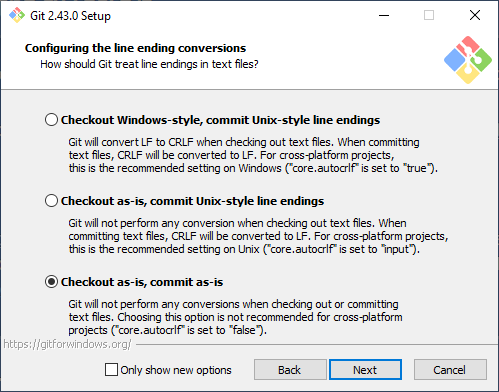 Git 2.43.0 Setup
Configuring the line ending conversions
How should Git treat line endings in text files?
Checkout Windows-style, commit Unix-style line endings
Git will convert LF to CRLF when checking out text files. When committing
text files, CRLF will be converted to LF. For cross-platform projects,
this is the recommended setting on Windows ("core.autocrlf" is set to "true").
Checkout as-is, commit Unix-style line endings
Git will not perform any conversion when checking out text files. When
committing text files, CRLF will be converted to LF. For cross-platform projects,
this is the recommended setting on Unix ("core.autocrlf" is set to "input").
Checkout as-is, commit as-is
Git will not perform any conversions when checking out or committing
text files. Choosing this option is not recommended for cross-platform
projects ("core.autocrlf" is set to "false").
https://gitforwindows.org/
Only show new options
Back
Next
Cancel